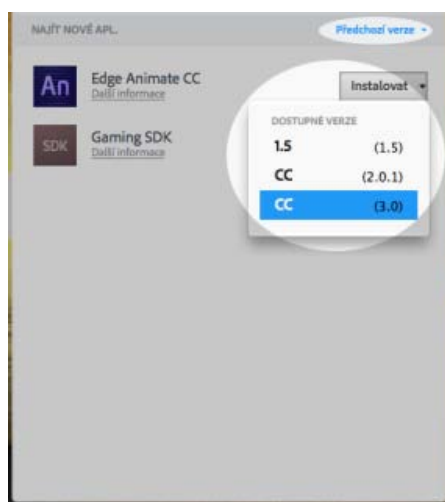 NAJÍT NOVÉ APL.
Předchozí verze
An
Edge Animate CC
Další informace
Instalovat
SDK
Gaming SDK
Další informace
DOSTUPNÉ VERZE
1.5 (1.5)
CC (2.0.1)
CC (3.0)